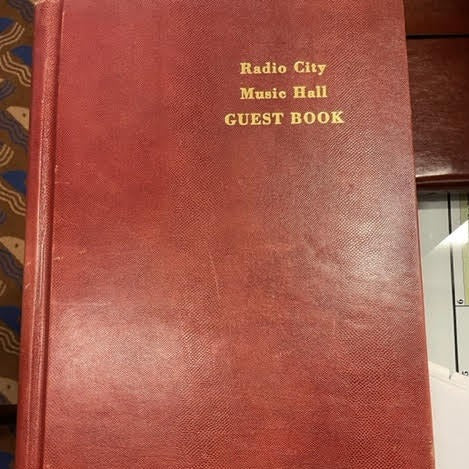 Radio City
Music Hall
GUEST BOOK